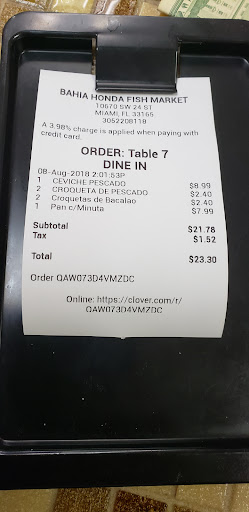 BAHIA HONDA FISH MARKET
10670 SW 24 ST
MIAMI, FL 33165
3052208118
A 3.98% charge is applied when paying with
credit card.
ORDER: Table 7
DINE IN
08-Aug-2018 2:01:53P
1 CEVICHE PESCADO $8.99
2 CROQUETA DE PESCADO $2.40
2 Croquetas de Bacalao $2.40
1 Pan c/Minuta $7.99
Subtotal $21.78
Tax $1.52
Total $23.30
Order QAW073D4VMZDC
Online: https://clover.com/r/
QAW073D4VMZDC